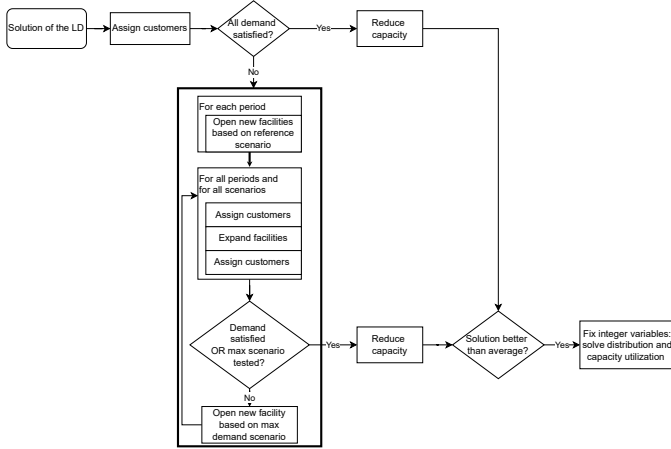 Solution of the LD
Assign customers
All demand
satisfied?
Yes
Reduce
capacity
No
For each period
Open new facilities
based on reference
scenario
For all periods and
for all scenarios
Assign customers
Expand facilities
Assign customers
Demand
satisfied
OR max scenario
tested?
Yes
Reduce
capacity
Solution better
than average?
Yes
Fix integer variables:
solve distribution and
capacity utilization
No
Open new facility
based on max
demand scenario